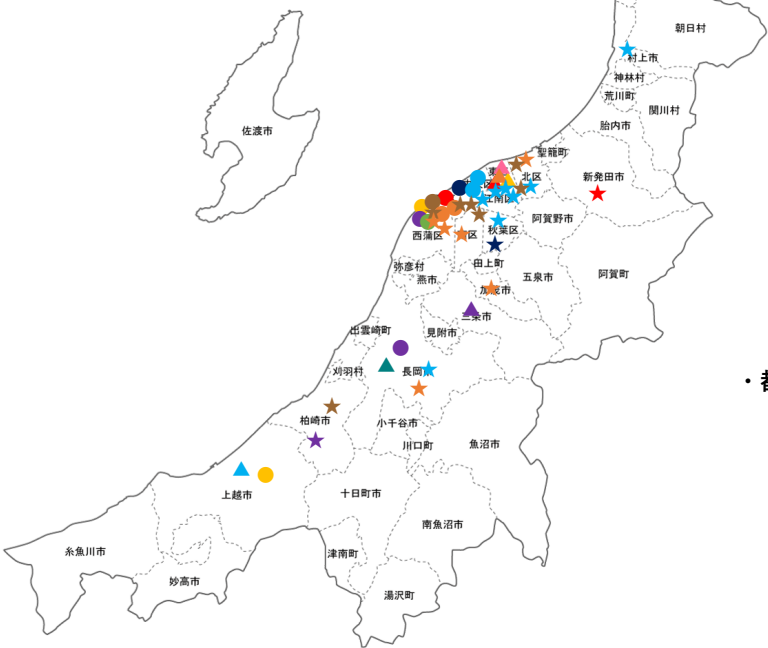 朝日村
村上市
神林村
荒川町
関川村
胎内市
佐渡市
聖籠町
新発田市
北区
江南区
阿賀野市
西蒲区
秋葉区
田上町
弥彦村
燕市
五泉市
阿賀町
加茂市
三条市
出雲崎町
見附市
刈羽村
長岡市
・都
柏崎市
小千谷市
川口町
魚沼市
上越市
十日町市
南魚沼市
糸魚川市
津南町
妙高市
湯沢町